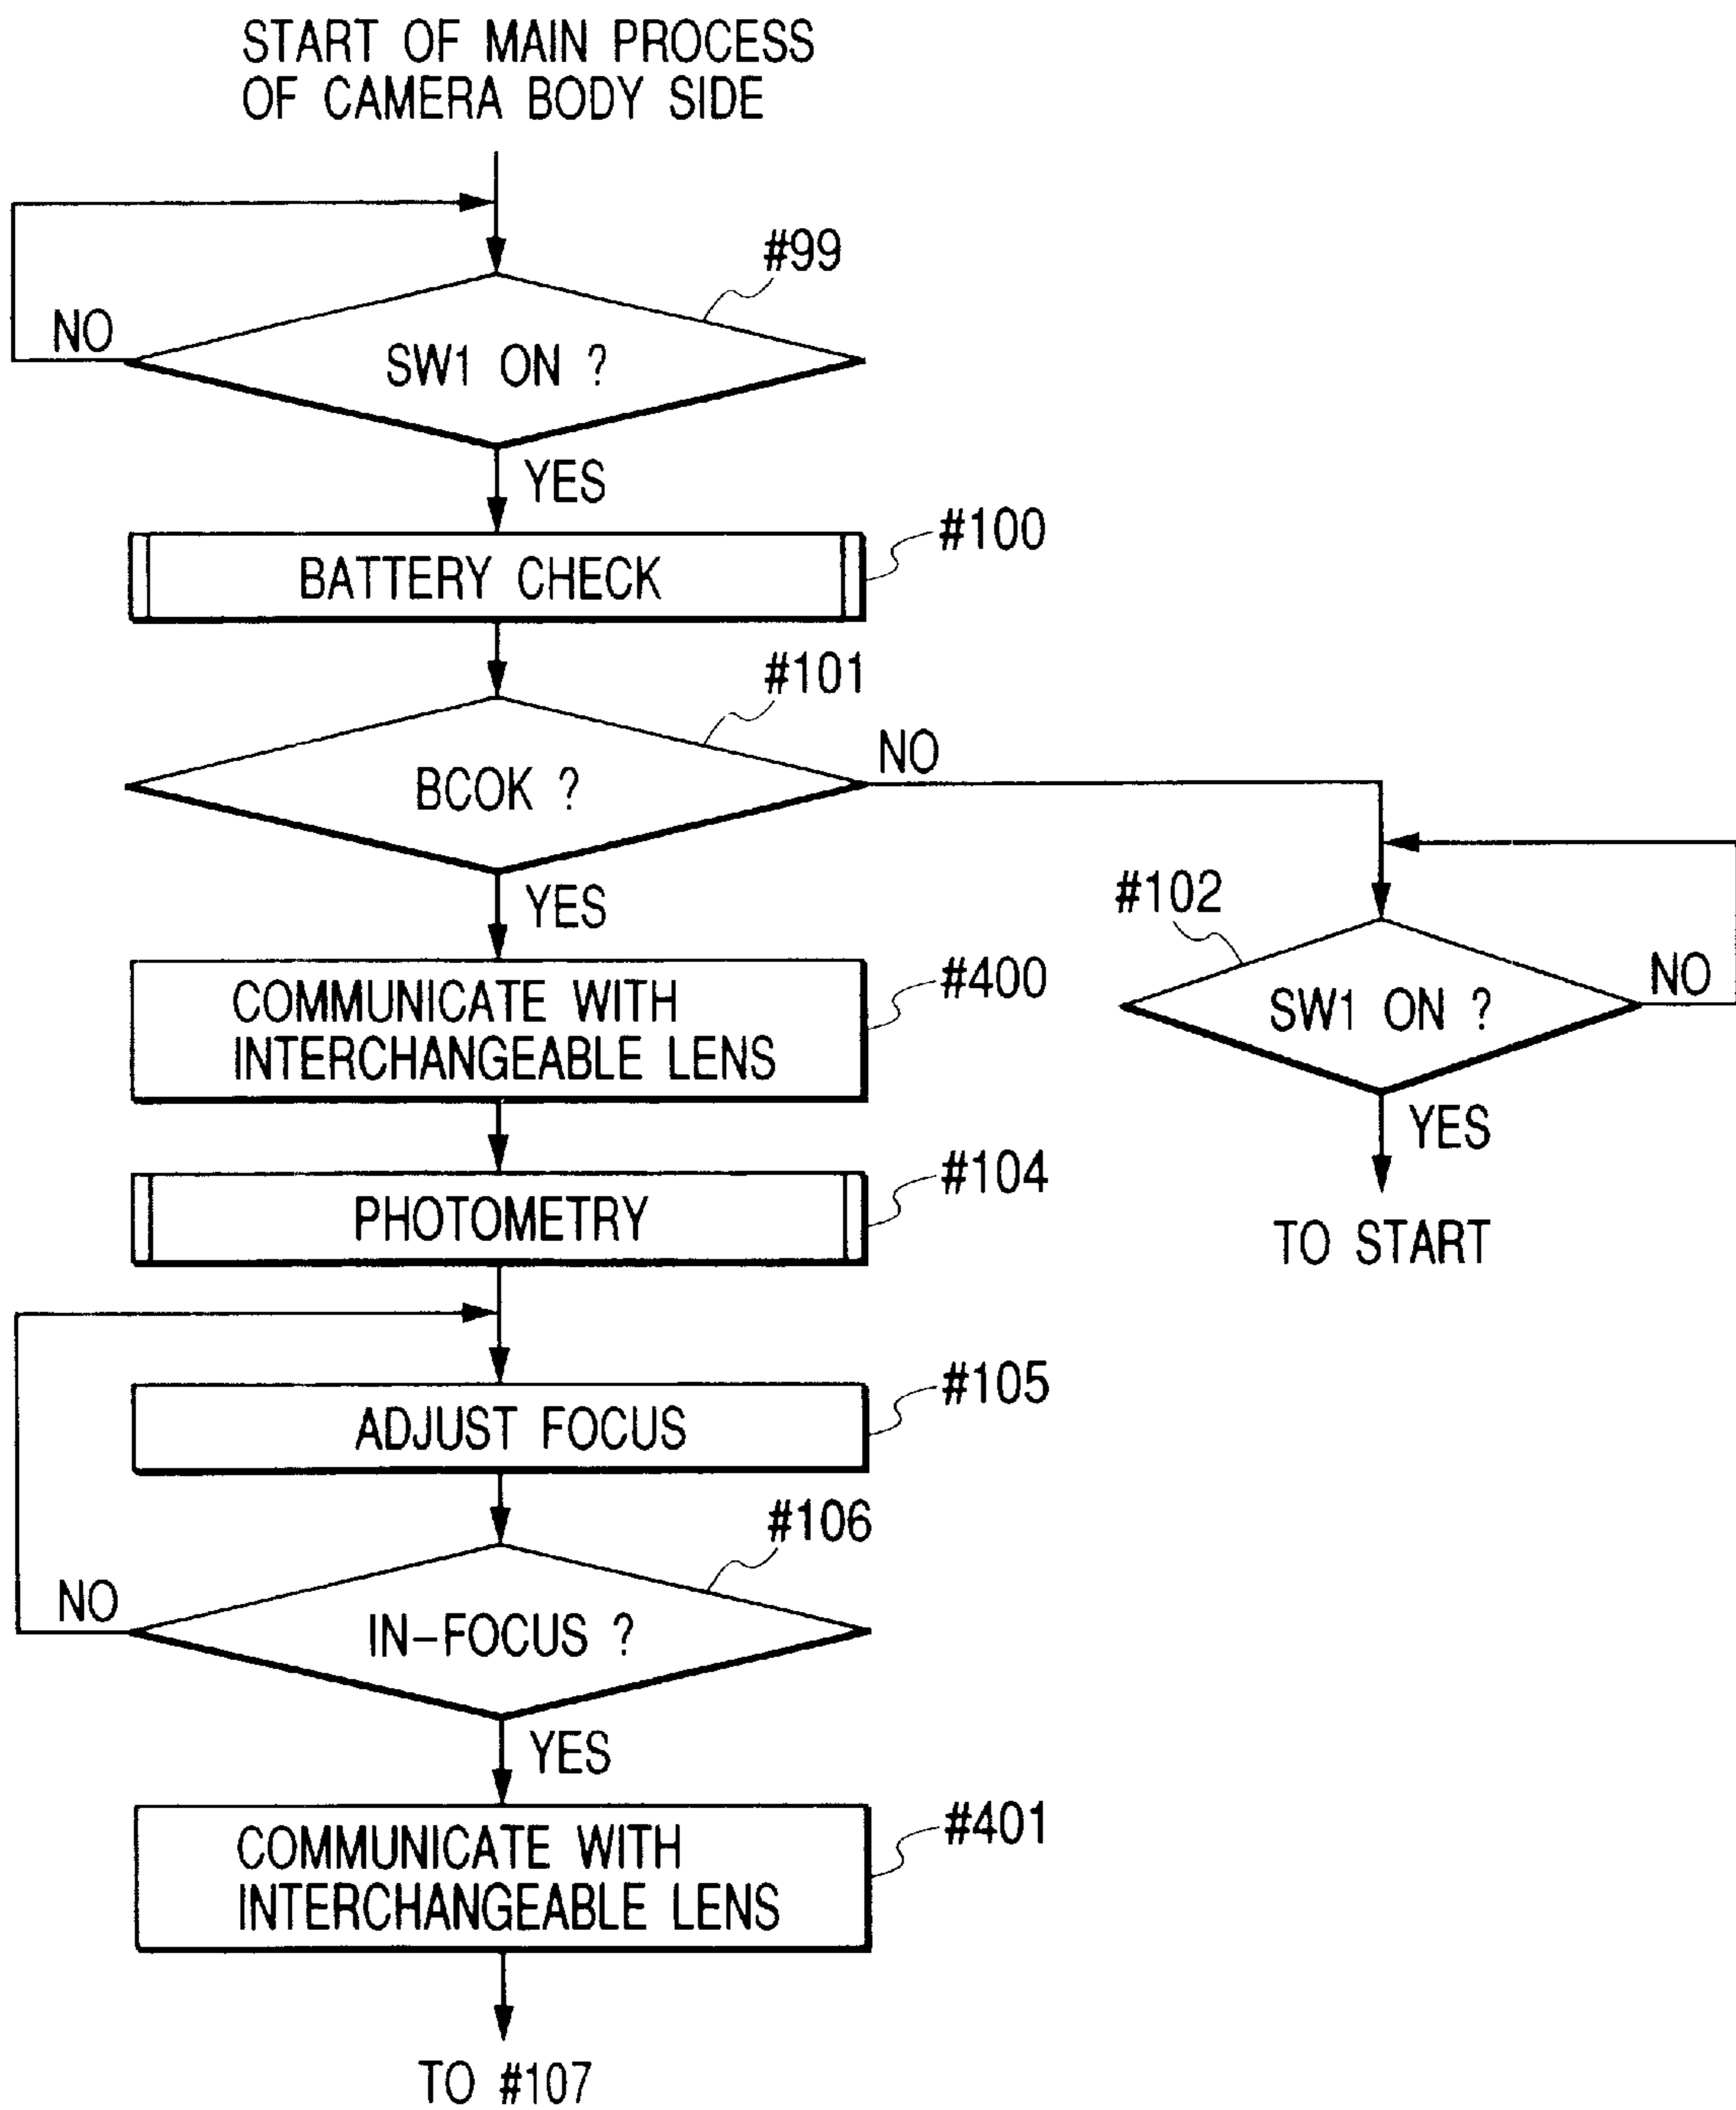 START OF MAIN PROCESS
OF CAMERA BODY SIDE
#99
NO
SW1 ON ?
YES
#100
BATTERY CHECK
#101
BCOK ?
NO
YES
#102
SW1 ON ?
NO
YES
TO START
#400
COMMUNICATE WITH
INTERCHANGEABLE LENS
#104
PHOTOMETRY
#105
ADJUST FOCUS
#106
NO
IN-FOCUS ?
YES
#401
COMMUNICATE WITH
INTERCHANGEABLE LENS
TO #107